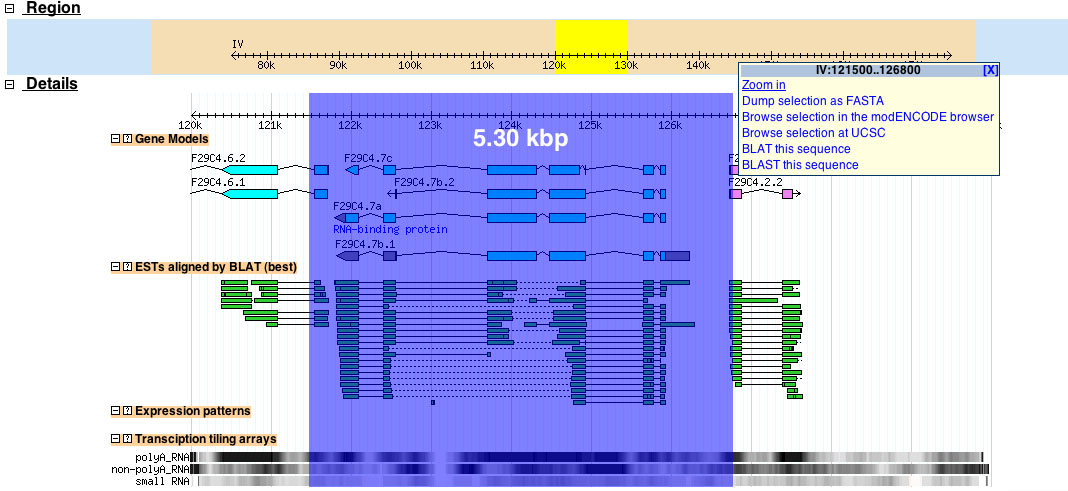 Region
IV
80k 90k 100k 110k 120k 130k
IV:121500..126800 [X]
Zoom in
Dump selection as FASTA
Browse selection in the modENCODE browser
Browse selection at UCSC
BLAT this sequence
BLAST this sequence
Details
120k 121k 122k 123k 124k 125k 126k
5.30 kbp
Gene Models
F29C4.6.2 F29C4.7c
F29C4.6.1 F29C4.7b.2 F29C4.2.2
F29C4.7a
RNA-binding protein
F29C4.7b.1
ESTs aligned by BLAT (best)
Expression patterns
Transciption tiling arrays
polyA_RNA
non-polyA_RNA
small RNA